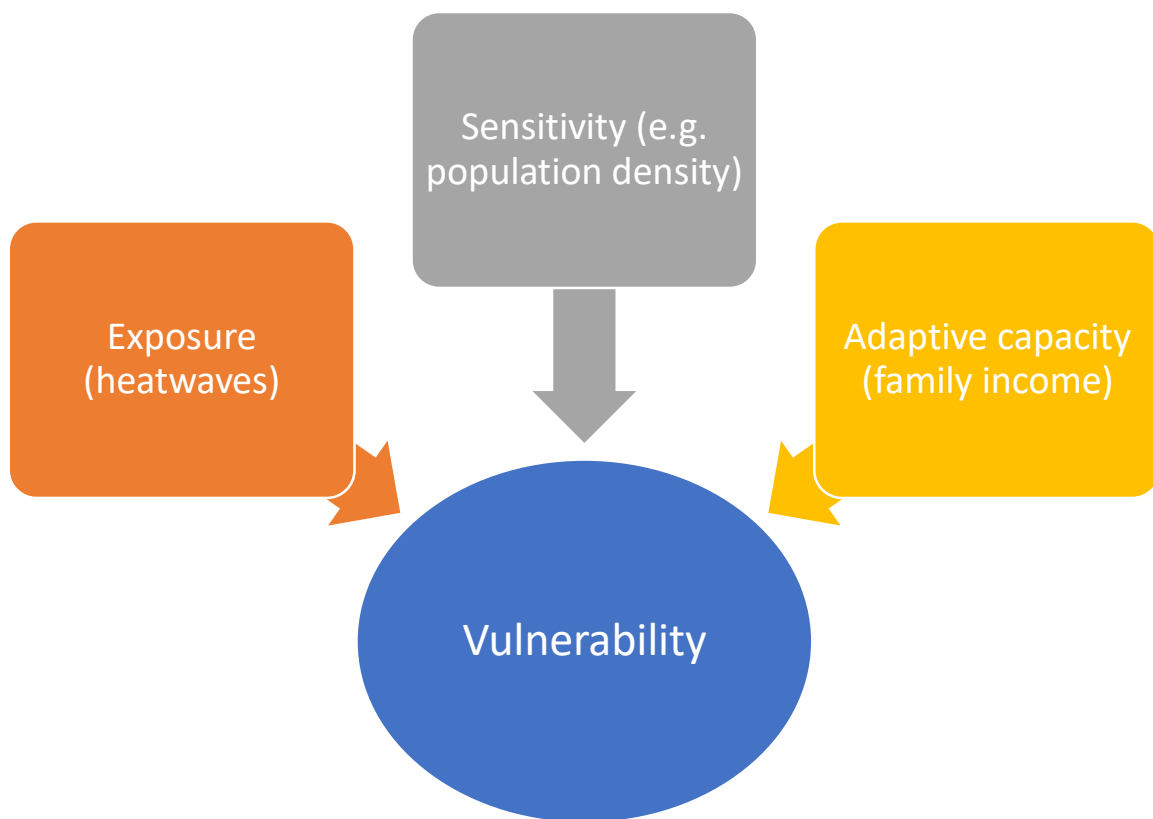 Sensitivity (e.g.
population density)
Exposure
(heatwaves)
Adaptive capacity
(family income)
Vulnerability